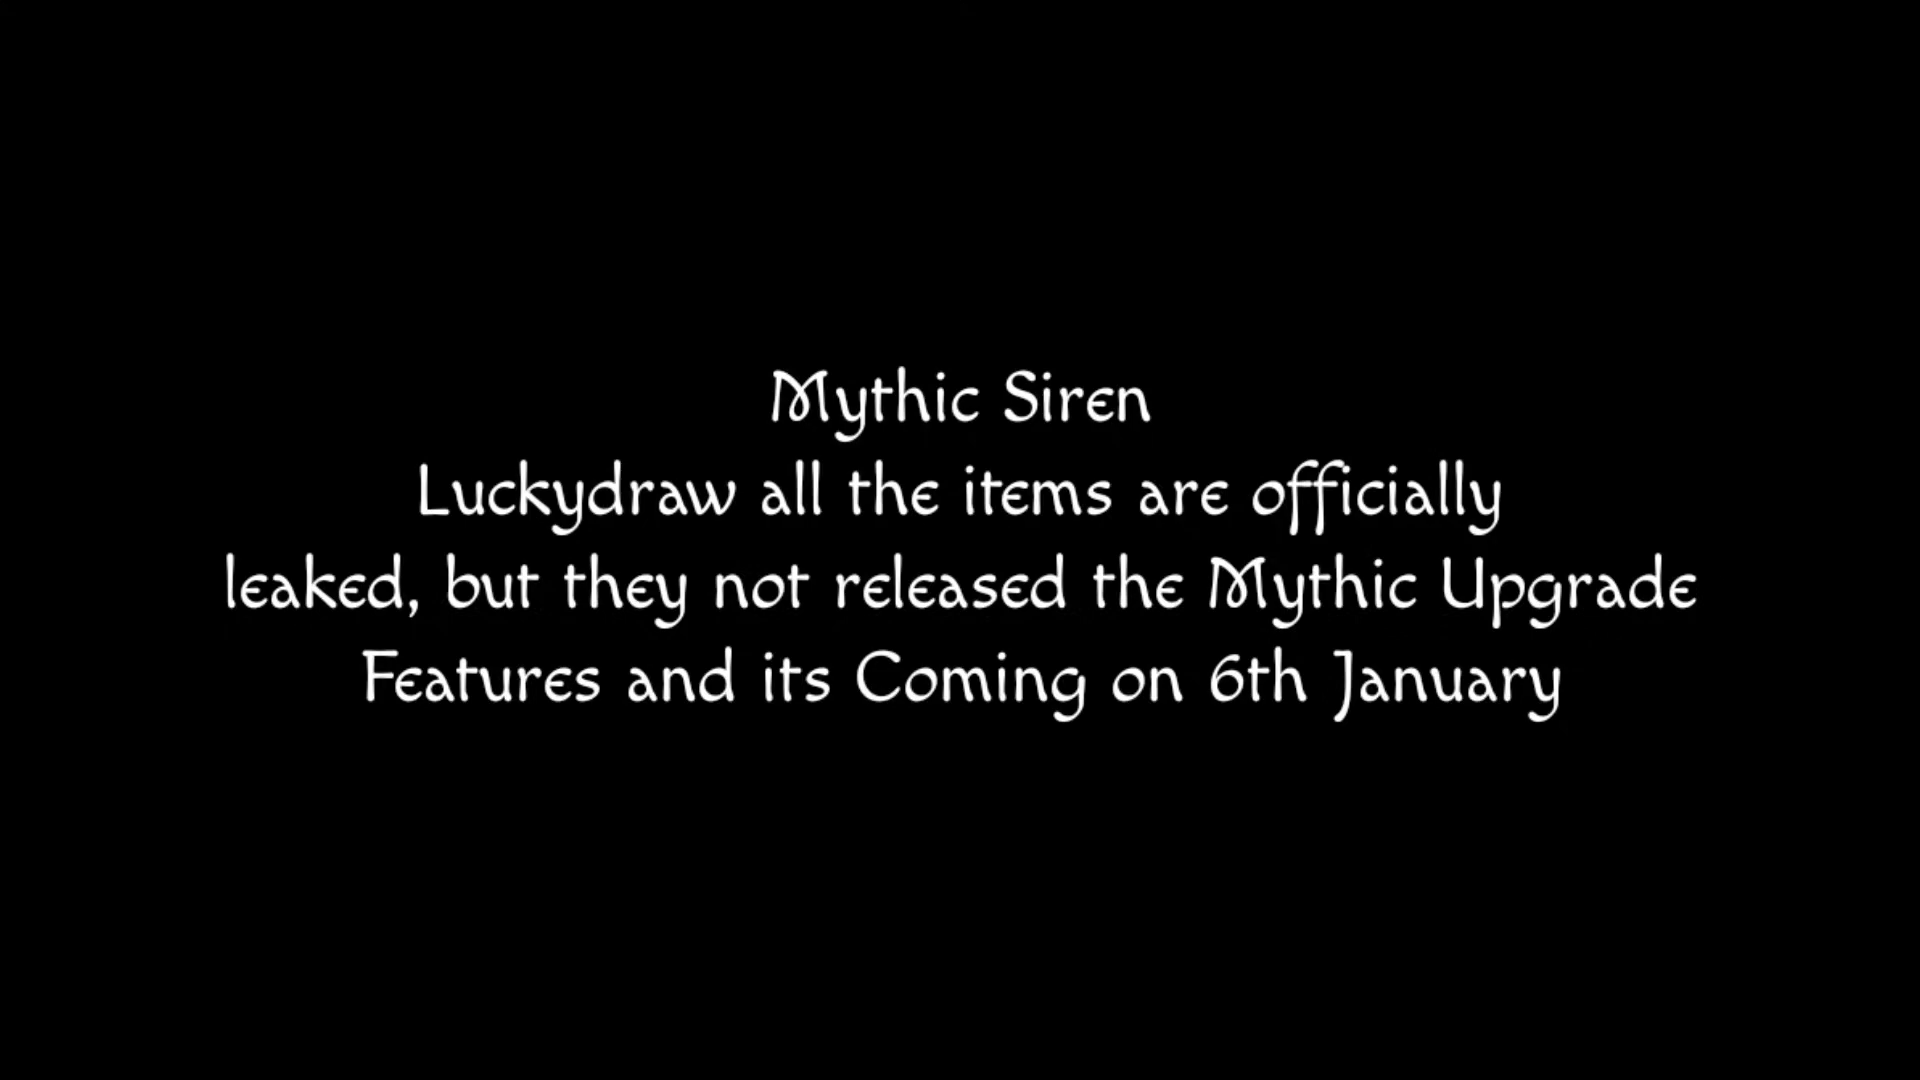 Mythic Siren
Luckydraw all the items are officially
leaked, but they not released the Mythic Upgrade
Features and its Coming on 6th January